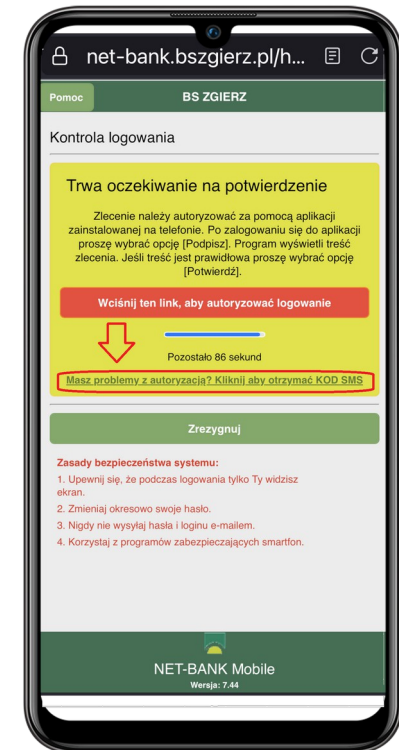 net-bank.bszgierz.pl/h...
Pomoc
BS ZGIERZ
Kontrola logowania
Trwa oczekiwanie na potwierdzenie
Zlecenie należy autoryzować za pomocą aplikacji
zainstalowanej na telefonie. Po zalogowaniu się do aplikacji
proszę wybrać opcję [Podpisz]. Program wyświetli treść
zlecenia. Jeśli treść jest prawidłowa proszę wybrać opcję
[Potwierdź].
Wciśnij ten link, aby autoryzować logowanie
Pozostało 86 sekund
Masz problemy z autoryzacją? Kliknij aby otrzymać KOD SMS
Zrezygnuj
Zasady bezpieczeństwa systemu:
1. Upewnij się, że podczas logowania tylko Ty widzisz
ekran.
2. Zmieniaj okresowo swoje hasło.
3. Nigdy nie wysyłaj hasła i loginu e-mailem.
4. Korzystaj z programów zabezpieczających smartfon.
NET-BANK Mobile
Wersja: 7.44